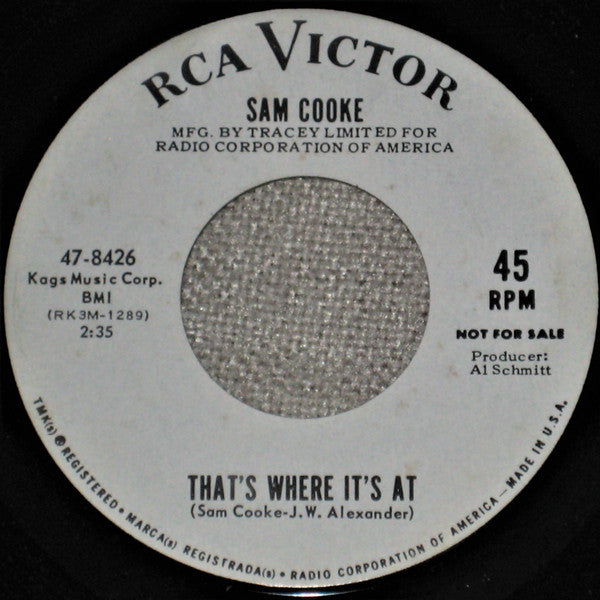 RCA VICTOR
SAM COOKE
MFG. BY TRACEY LIMITED FOR
RADIO CORPORATION OF AMERICA
47-8426
Kags Music Corp.
BMI
(RK3M-1289)
2:35
45
RPM
NOT FOR SALE
Producer:
Al Schmitt
THAT'S WHERE IT'S AT
(Sam Cooke-J.W. Alexander)
TMK(s) ® REGISTERED • MARCA(s) REGISTRADA(s) • RADIO CORPORATION OF AMERICA — MADE IN U.S.A.